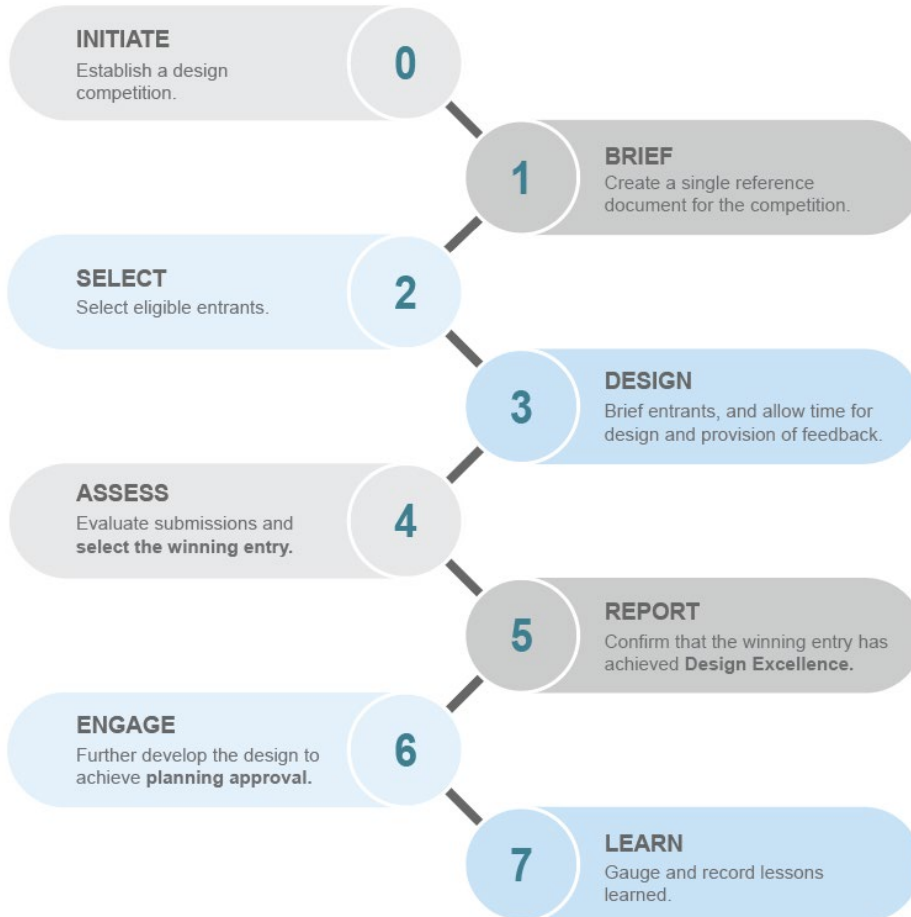 INITIATE
Establish a design
competition.
0
1
BRIEF
Create a single reference
document for the competition.
SELECT
Select eligible entrants.
2
3
DESIGN
Brief entrants, and allow time for
design and provision of feedback.
ASSESS
Evaluate submissions and
select the winning entry.
4
5
REPORT
Confirm that the winning entry has
achieved Design Excellence.
ENGAGE
Further develop the design to
achieve planning approval.
6
7
LEARN
Gauge and record lessons
learned.